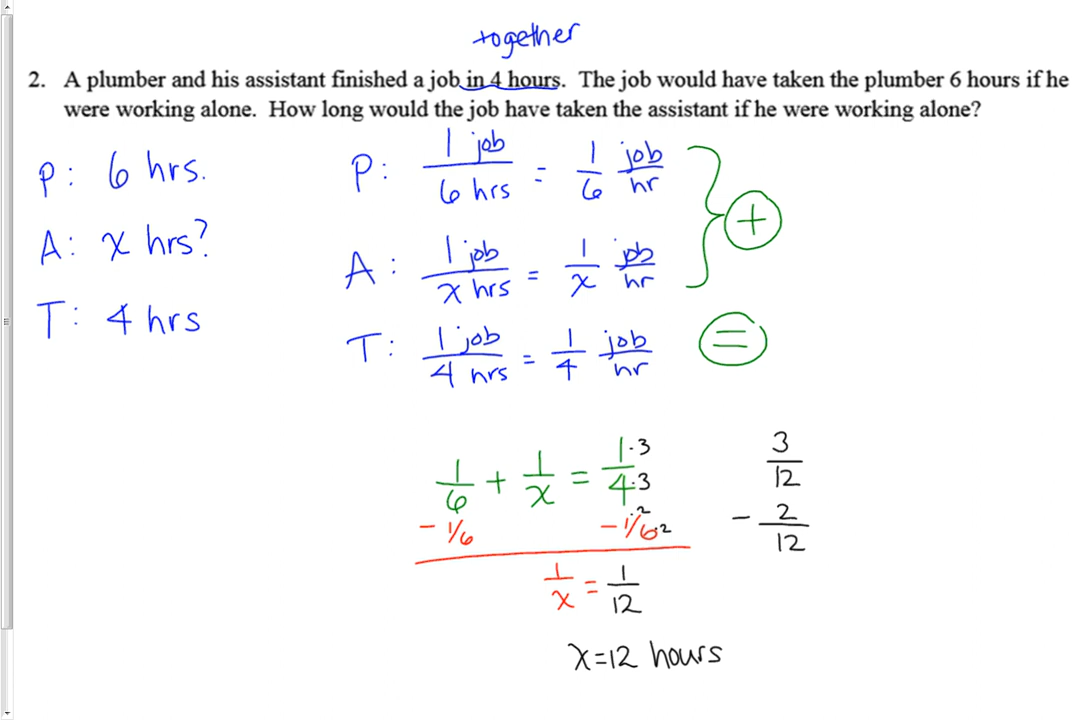 together
2. A plumber and his assistant finished a job in 4 hours. The job would have taken the plumber 6 hours if he
were working alone. How long would the job have taken the assistant if he were working alone?
P: 6 hrs.
A: x hrs?
T: 4 hrs
P: 1 job / 6 hrs = 1/6 job/hr
A: 1 job / x hrs = 1/x job/hr
+
T: 1 job / 4 hrs = 1/4 job/hr
=
1/6 + 1/x = 1·3 / 4·3
- 1/6 - 1·2/6·2
1/x = 1/12
x=12 hours
3/12
- 2/12